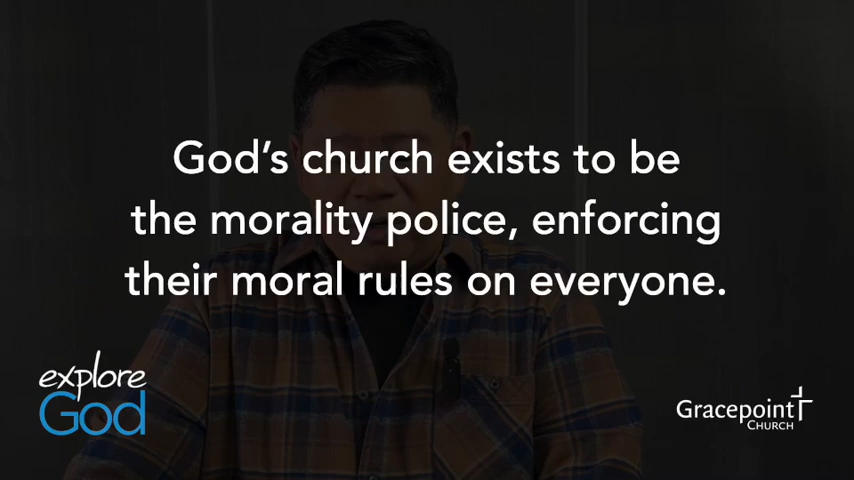 God's church exists to be
the morality police, enforcing
their moral rules on everyone.
explore
God
Gracepoint
CHURCH